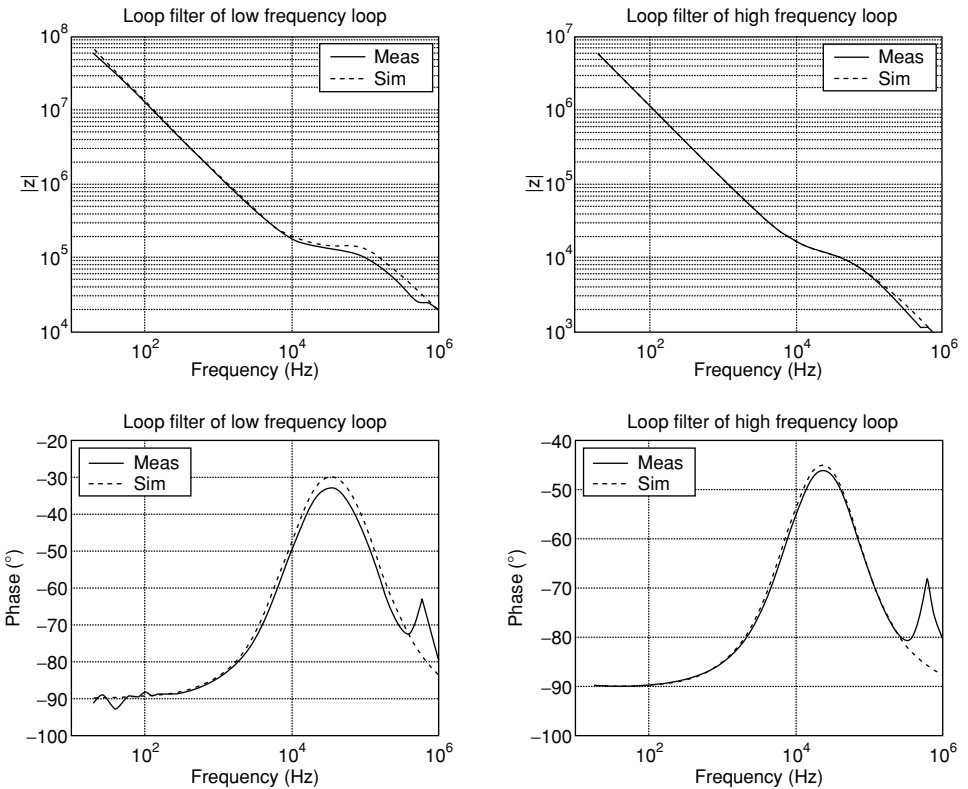 Loop filter of low frequency loop
10^8
10^7
10^6
10^5
10^4
|z|
Meas
Sim
10^2
10^4
10^6
Frequency (Hz)
Loop filter of high frequency loop
10^7
10^6
10^5
10^4
10^3
|z|
Meas
Sim
10^2
10^4
10^6
Frequency (Hz)
Loop filter of low frequency loop
−20
−30
−40
−50
−60
−70
−80
−90
−100
Phase (°)
Meas
Sim
10^2
10^4
10^6
Frequency (Hz)
Loop filter of high frequency loop
−40
−50
−60
−70
−80
−90
−100
Phase (°)
Meas
Sim
10^2
10^4
10^6
Frequency (Hz)